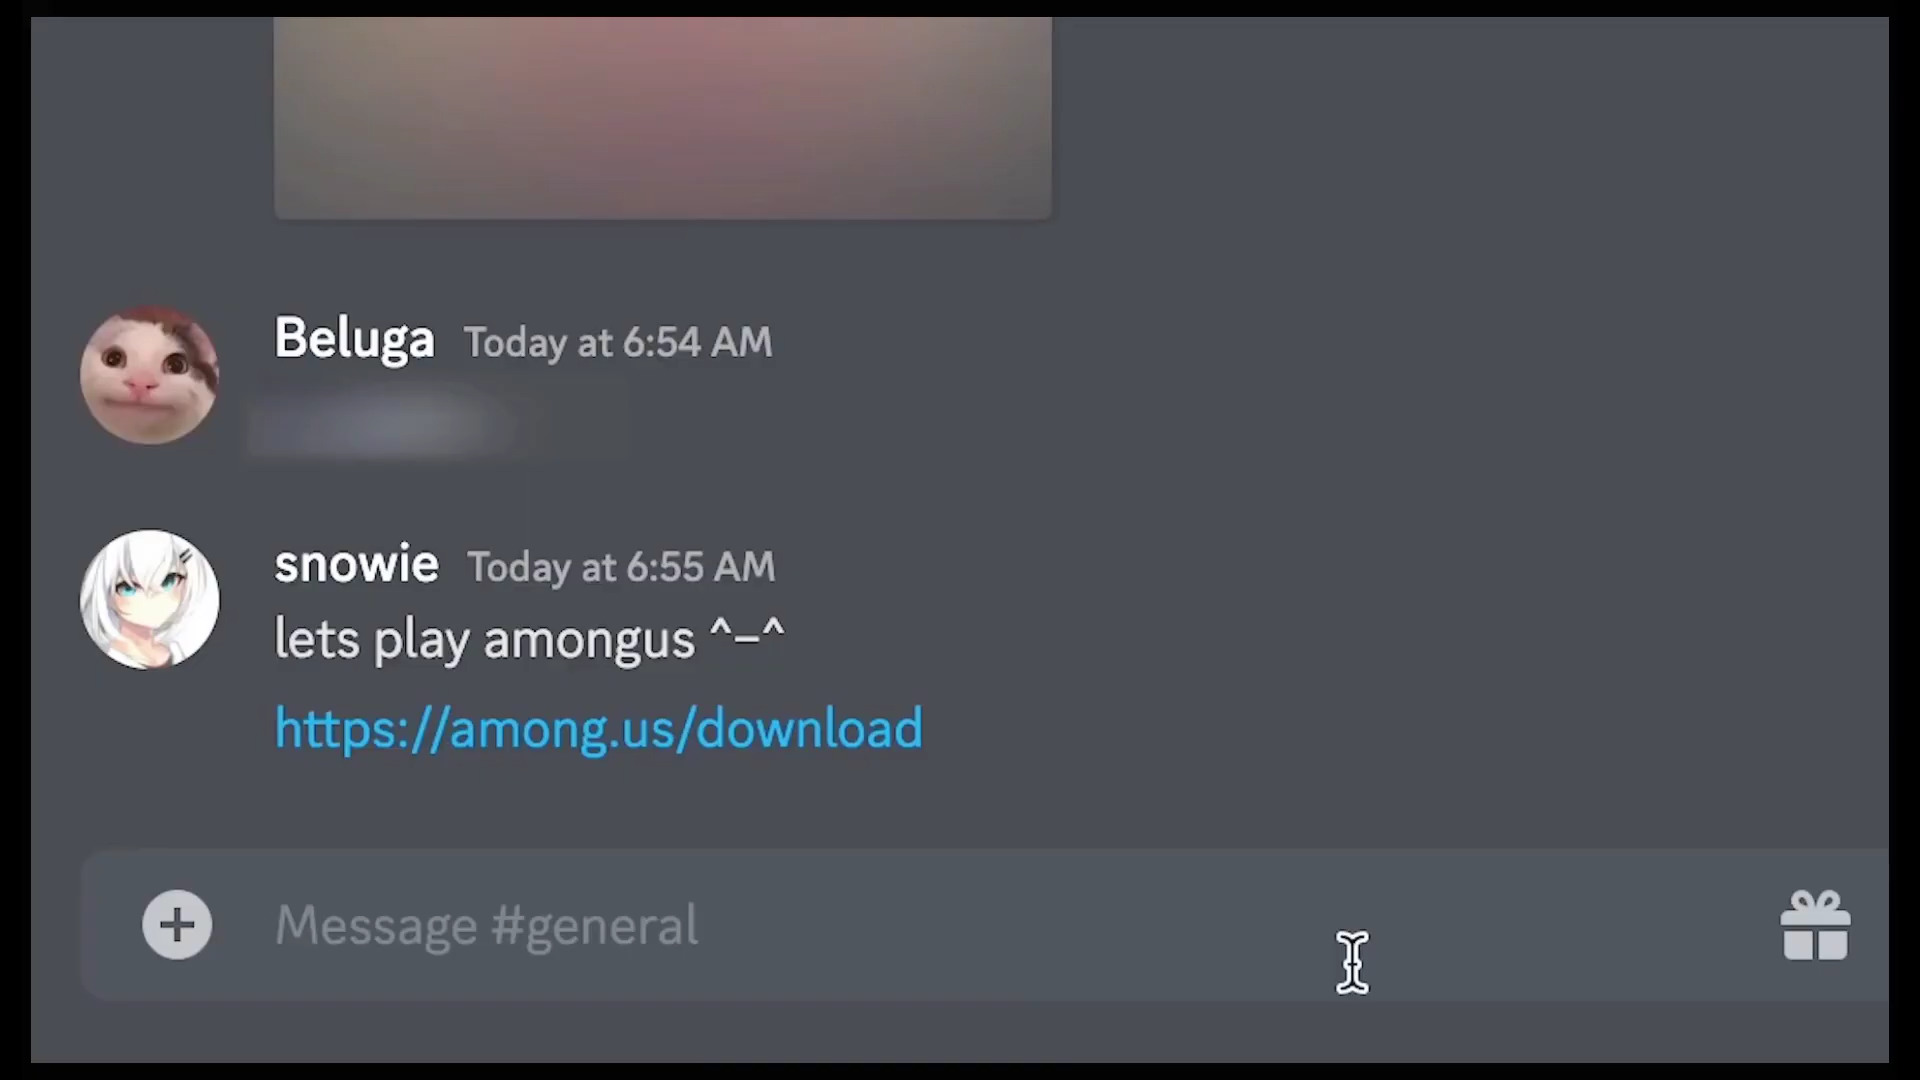 Beluga Today at 6:54 AM
snowie Today at 6:55 AM
lets play amongus ^–^
https://among.us/download
Message #general